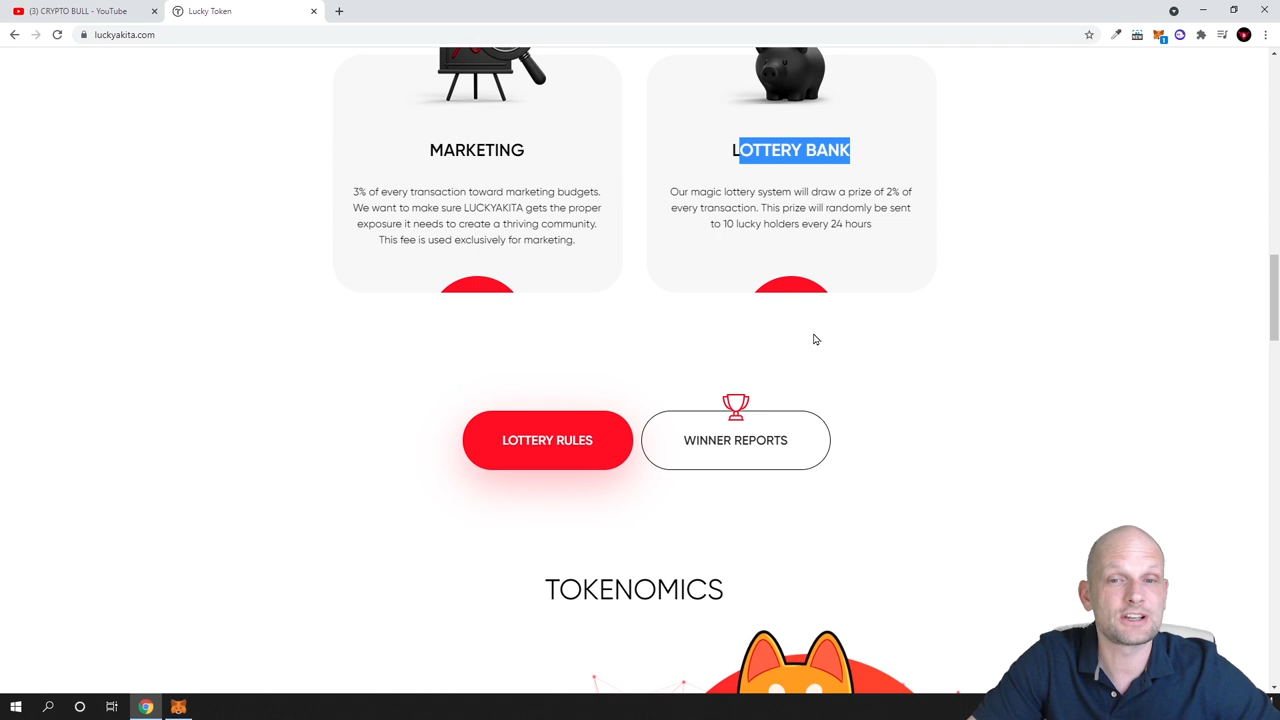 (3) CRYPTO BULL - YouTube
Lucky Token
luckyakita.com
MARKETING
3% of every transaction toward marketing budgets.
We want to make sure LUCKYAKITA gets the proper
exposure it needs to create a thriving community.
This fee is used exclusively for marketing.
LOTTERY BANK
Our magic lottery system will draw a prize of 2% of
every transaction. This prize will randomly be sent
to 10 lucky holders every 24 hours
LOTTERY RULES
WINNER REPORTS
TOKENOMICS